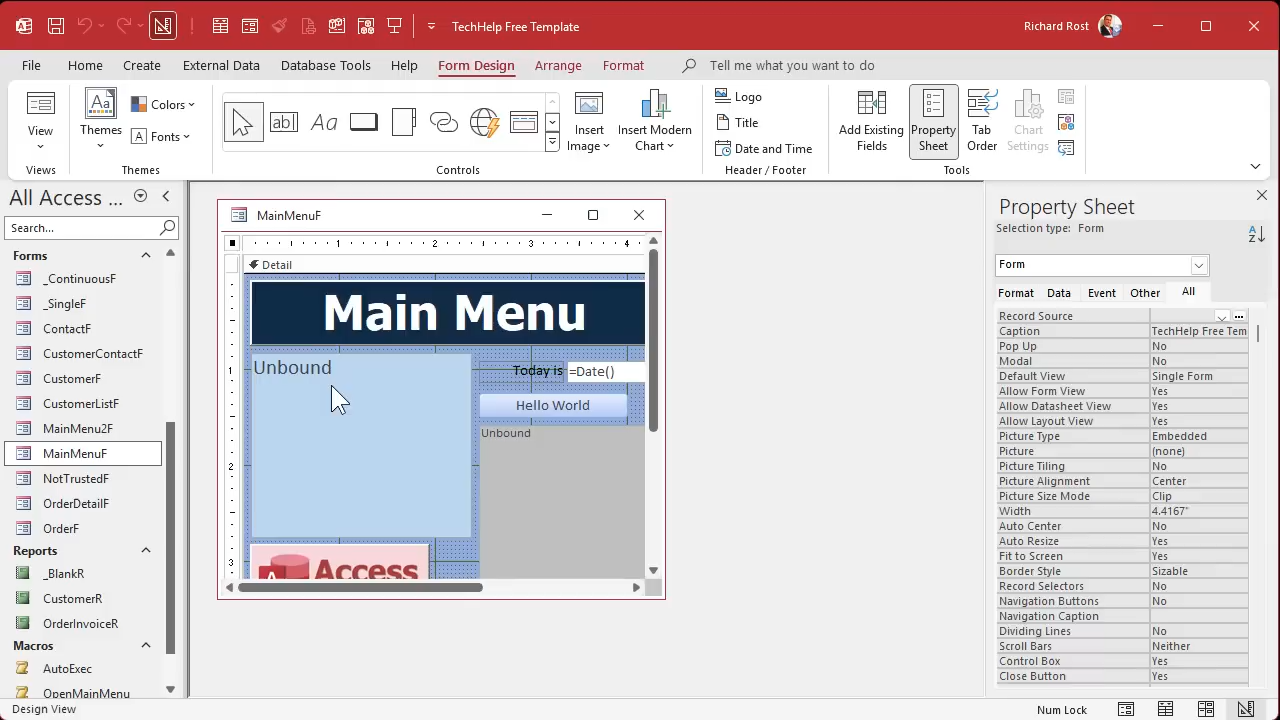 TechHelp Free Template
Richard Rost
File Home Create External Data Database Tools Help Form Design Arrange Format Tell me what you want to do
View
Views
Themes
Colors
Fonts
Themes
ab
Aa
Controls
Insert Image
Insert Modern Chart
Logo
Title
Date and Time
Header / Footer
Add Existing Fields
Property Sheet
Tab Order
Chart Settings
Tools
All Access ...
Search...
Forms
_ContinuousF
_SingleF
ContactF
CustomerContactF
CustomerF
CustomerListF
MainMenu2F
MainMenuF
NotTrustedF
OrderDetailF
OrderF
Reports
_BlankR
CustomerR
OrderInvoiceR
Macros
AutoExec
OpenMainMenu
MainMenuF
1 2 3 4
Detail
Main Menu
1
Unbound
Today is =Date()
Hello World
Unbound
2
3
A Access
Property Sheet
Selection type: Form
Form
Format Data Event Other All
Record Source
Caption TechHelp Free Tem
Pop Up No
Modal No
Default View Single Form
Allow Form View Yes
Allow Datasheet View Yes
Allow Layout View Yes
Picture Type Embedded
Picture (none)
Picture Tiling No
Picture Alignment Center
Picture Size Mode Clip
Width 4.4167"
Auto Center No
Auto Resize Yes
Fit to Screen Yes
Border Style Sizable
Record Selectors No
Navigation Buttons No
Navigation Caption
Dividing Lines No
Scroll Bars Neither
Control Box Yes
Close Button Yes
Design View
Num Lock